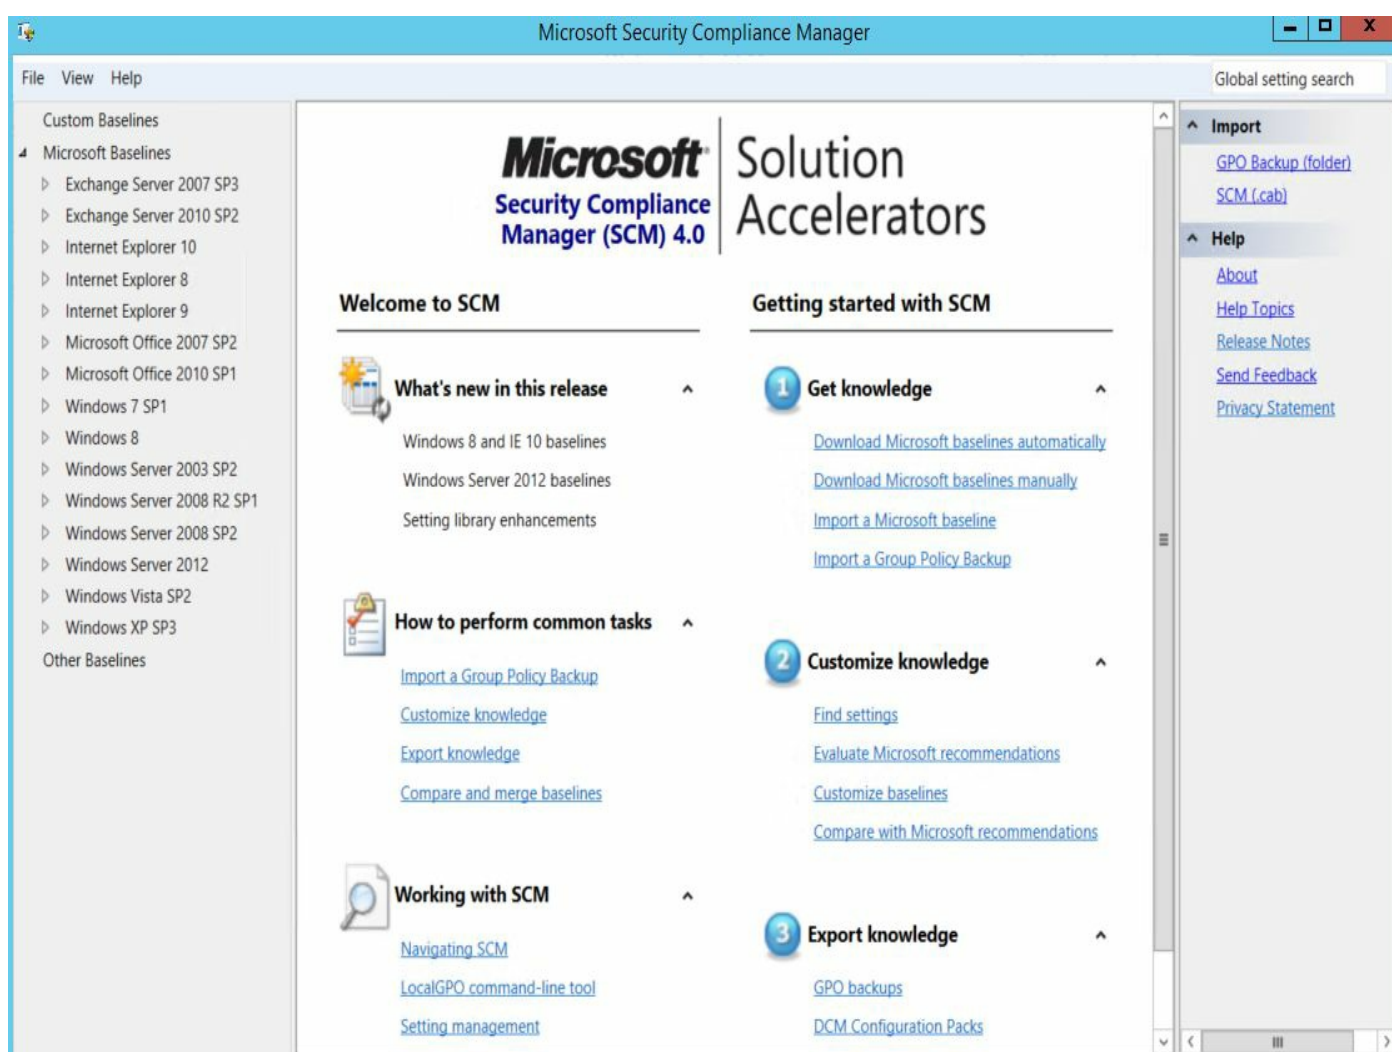 Microsoft Security Compliance Manager
X
File View Help
Global setting search
Custom Baselines
Microsoft Baselines
Exchange Server 2007 SP3
Exchange Server 2010 SP2
Internet Explorer 10
Internet Explorer 8
Internet Explorer 9
Microsoft Office 2007 SP2
Microsoft Office 2010 SP1
Windows 7 SP1
Windows 8
Windows Server 2003 SP2
Windows Server 2008 R2 SP1
Windows Server 2008 SP2
Windows Server 2012
Windows Vista SP2
Windows XP SP3
Other Baselines
Microsoft®
Security Compliance
Manager (SCM) 4.0
Solution
Accelerators
Welcome to SCM
What's new in this release
Windows 8 and IE 10 baselines
Windows Server 2012 baselines
Setting library enhancements
How to perform common tasks
Import a Group Policy Backup
Customize knowledge
Export knowledge
Compare and merge baselines
Working with SCM
Navigating SCM
LocalGPO command-line tool
Setting management
Getting started with SCM
1 Get knowledge
Download Microsoft baselines automatically
Download Microsoft baselines manually
Import a Microsoft baseline
Import a Group Policy Backup
2 Customize knowledge
Find settings
Evaluate Microsoft recommendations
Customize baselines
Compare with Microsoft recommendations
3 Export knowledge
GPO backups
DCM Configuration Packs
Import
GPO Backup (folder)
SCM (.cab)
Help
About
Help Topics
Release Notes
Send Feedback
Privacy Statement